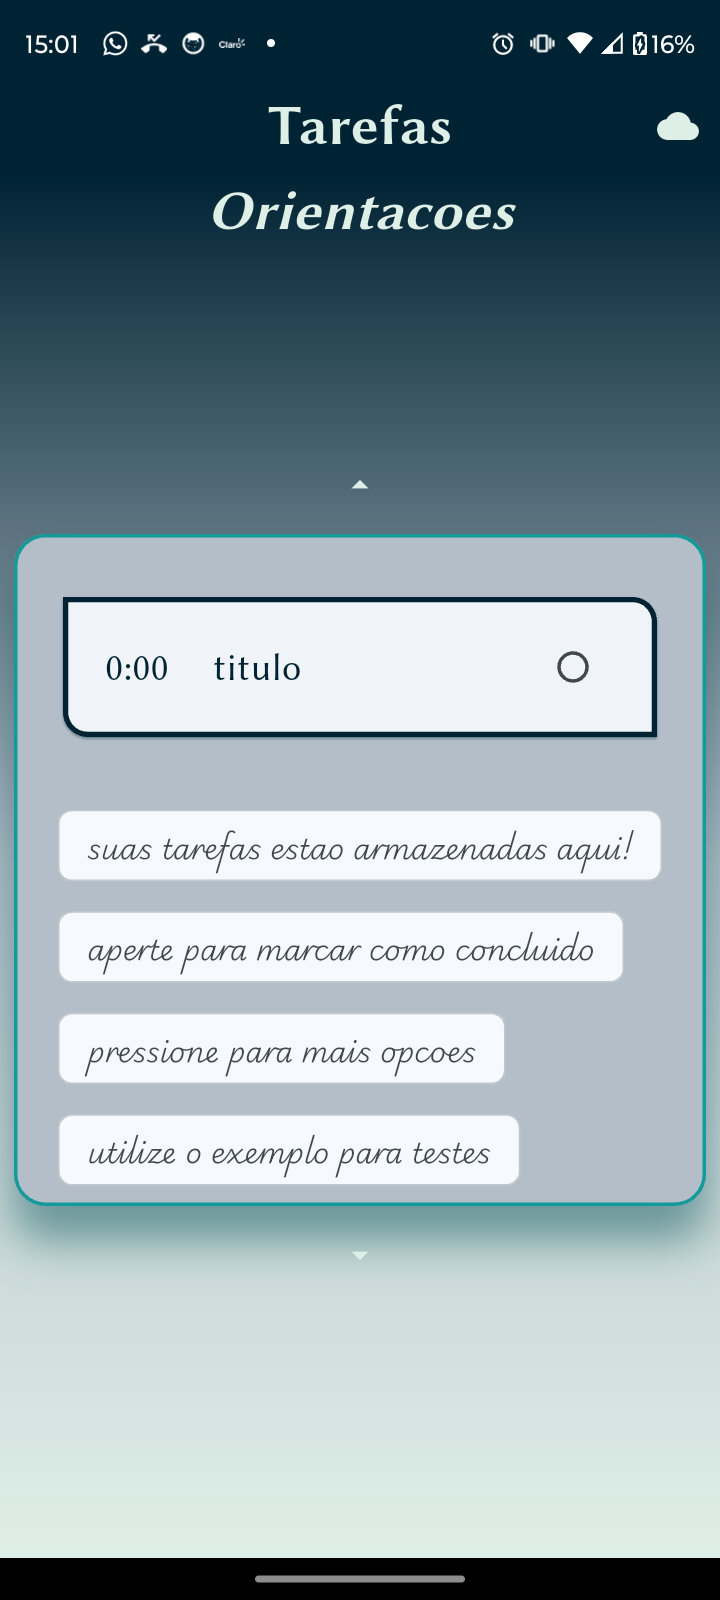 15:01 Claro 16%
Tarefas
Orientacoes
0:00 titulo
suas tarefas estao armazenadas aqui!
aperte para marcar como concluido
pressione para mais opcoes
utilize o exemplo para testes